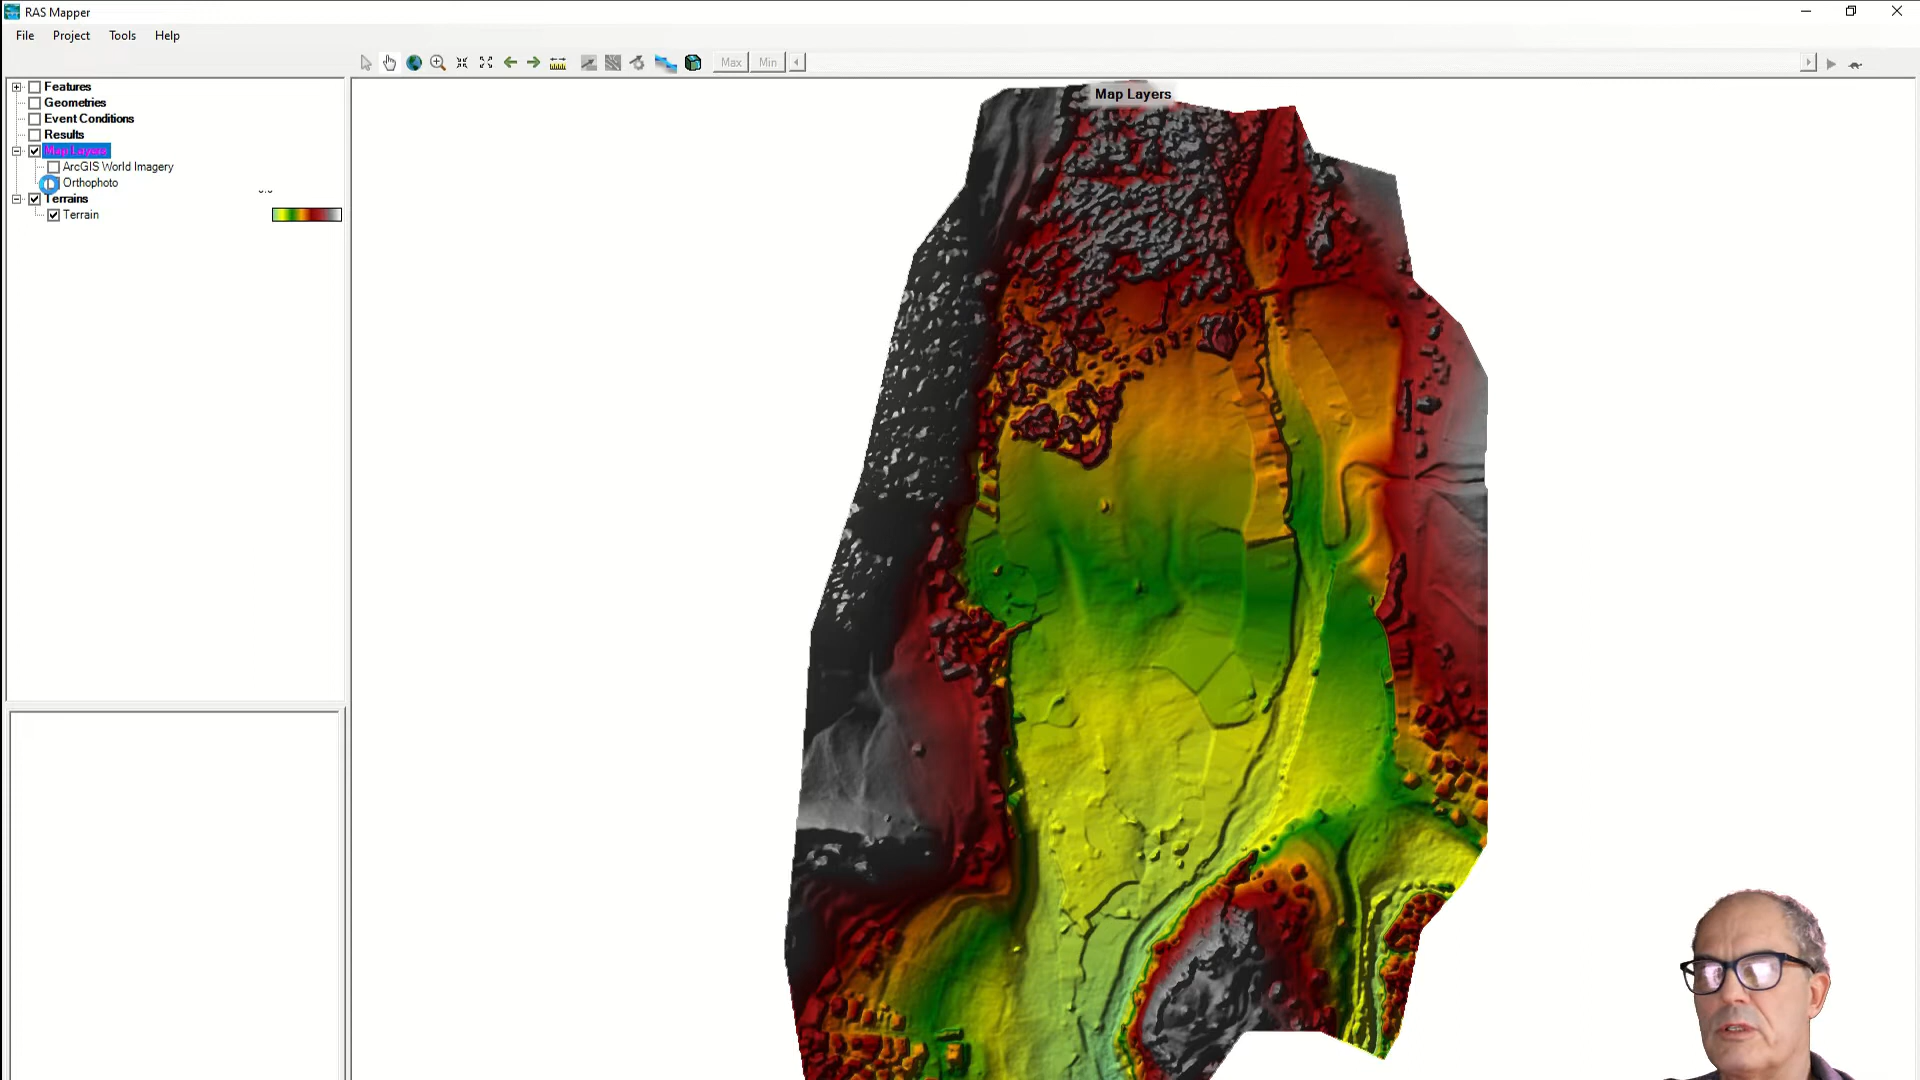 RAS Mapper
File Project Tools Help
Max Min
Features
Geometries
Event Conditions
Results
Map Layers
ArcGIS World Imagery
Orthophoto
Terrains
Terrain
Map Layers